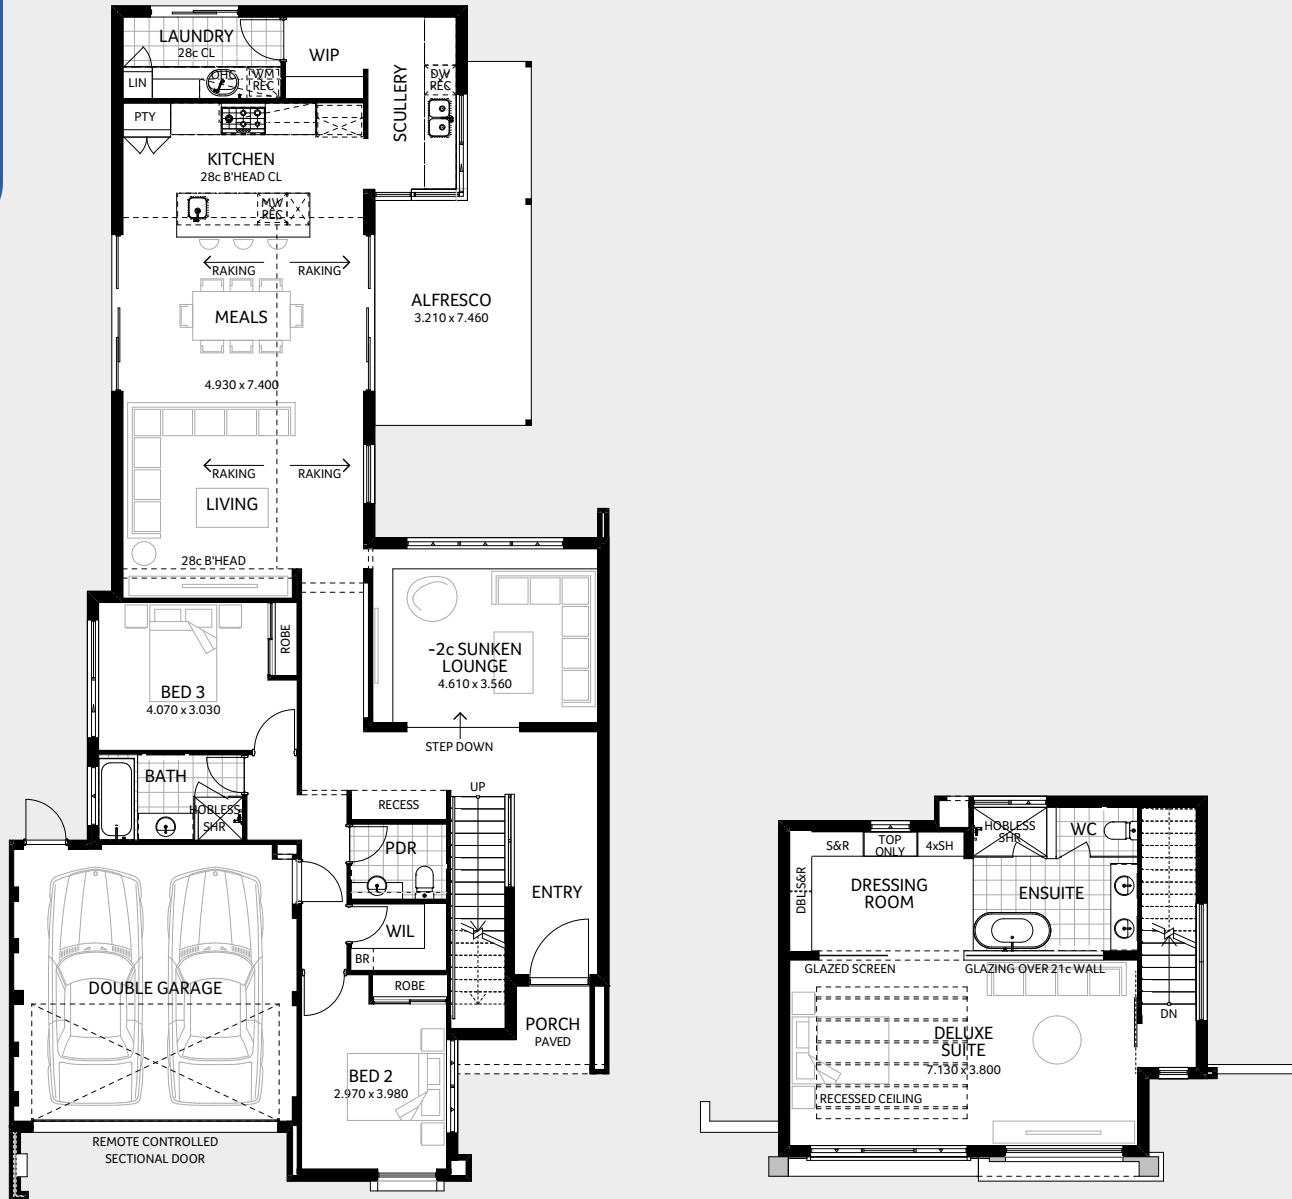 LAUNDRY
28c CL
WIP
LIN
OHC
WM
REC
DW
REC
SCULLERY
PTY
KITCHEN
28c B'HEAD CL
MW
REC
RAKING
RAKING
MEALS
ALFRESCO
3.210 x 7.460
4.930 x 7.400
RAKING
RAKING
LIVING
28c B'HEAD
ROBE
-2c SUNKEN
LOUNGE
4.610 x 3.560
BED 3
4.070 x 3.030
STEP DOWN
BATH
HOBLESS
SHR
UP
RECESS
PDR
ENTRY
WIL
BR
ROBE
DOUBLE GARAGE
PORCH
PAVED
BED 2
2.970 x 3.980
REMOTE CONTROLLED
SECTIONAL DOOR
S&R
TOP
ONLY
4xSH
HOBLESS
SHR
WC
DBL S&R
DRESSING
ROOM
ENSUITE
GLAZED SCREEN
GLAZING OVER 21c WALL
DN
DELUXE
SUITE
7.130 x 3.800
RECESSED CEILING